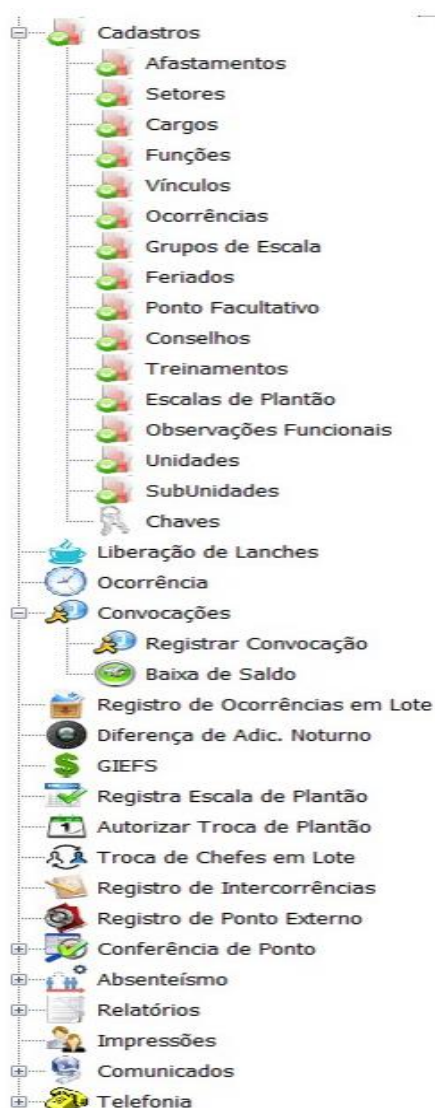 Cadastros
Afastamentos
Setores
Cargos
Funções
Vínculos
Ocorrências
Grupos de Escala
Feriados
Ponto Facultativo
Conselhos
Treinamentos
Escalas de Plantão
Observações Funcionais
Unidades
SubUnidades
Chaves
Liberação de Lanches
Ocorrência
Convocações
Registrar Convocação
Baixa de Saldo
Registro de Ocorrências em Lote
Diferença de Adic. Noturno
GIEFS
Registra Escala de Plantão
Autorizar Troca de Plantão
Troca de Chefes em Lote
Registro de Intercorrências
Registro de Ponto Externo
Conferência de Ponto
Absenteísmo
Relatórios
Impressões
Comunicados
Telefonia